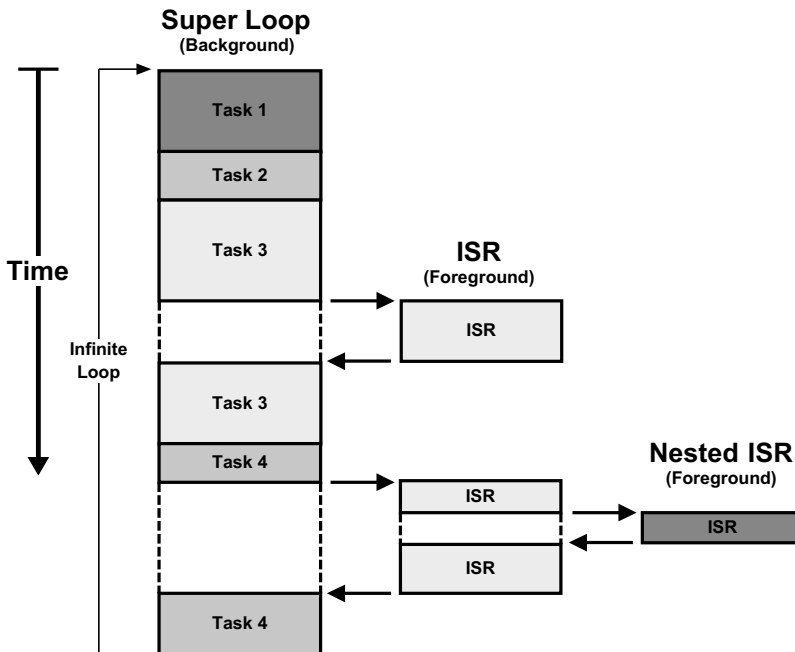 Super Loop
(Background)
Task 1
Task 2
Task 3
Time
ISR
(Foreground)
ISR
Infinite
Loop
Task 3
Task 4
Nested ISR
(Foreground)
ISR
ISR
ISR
Task 4